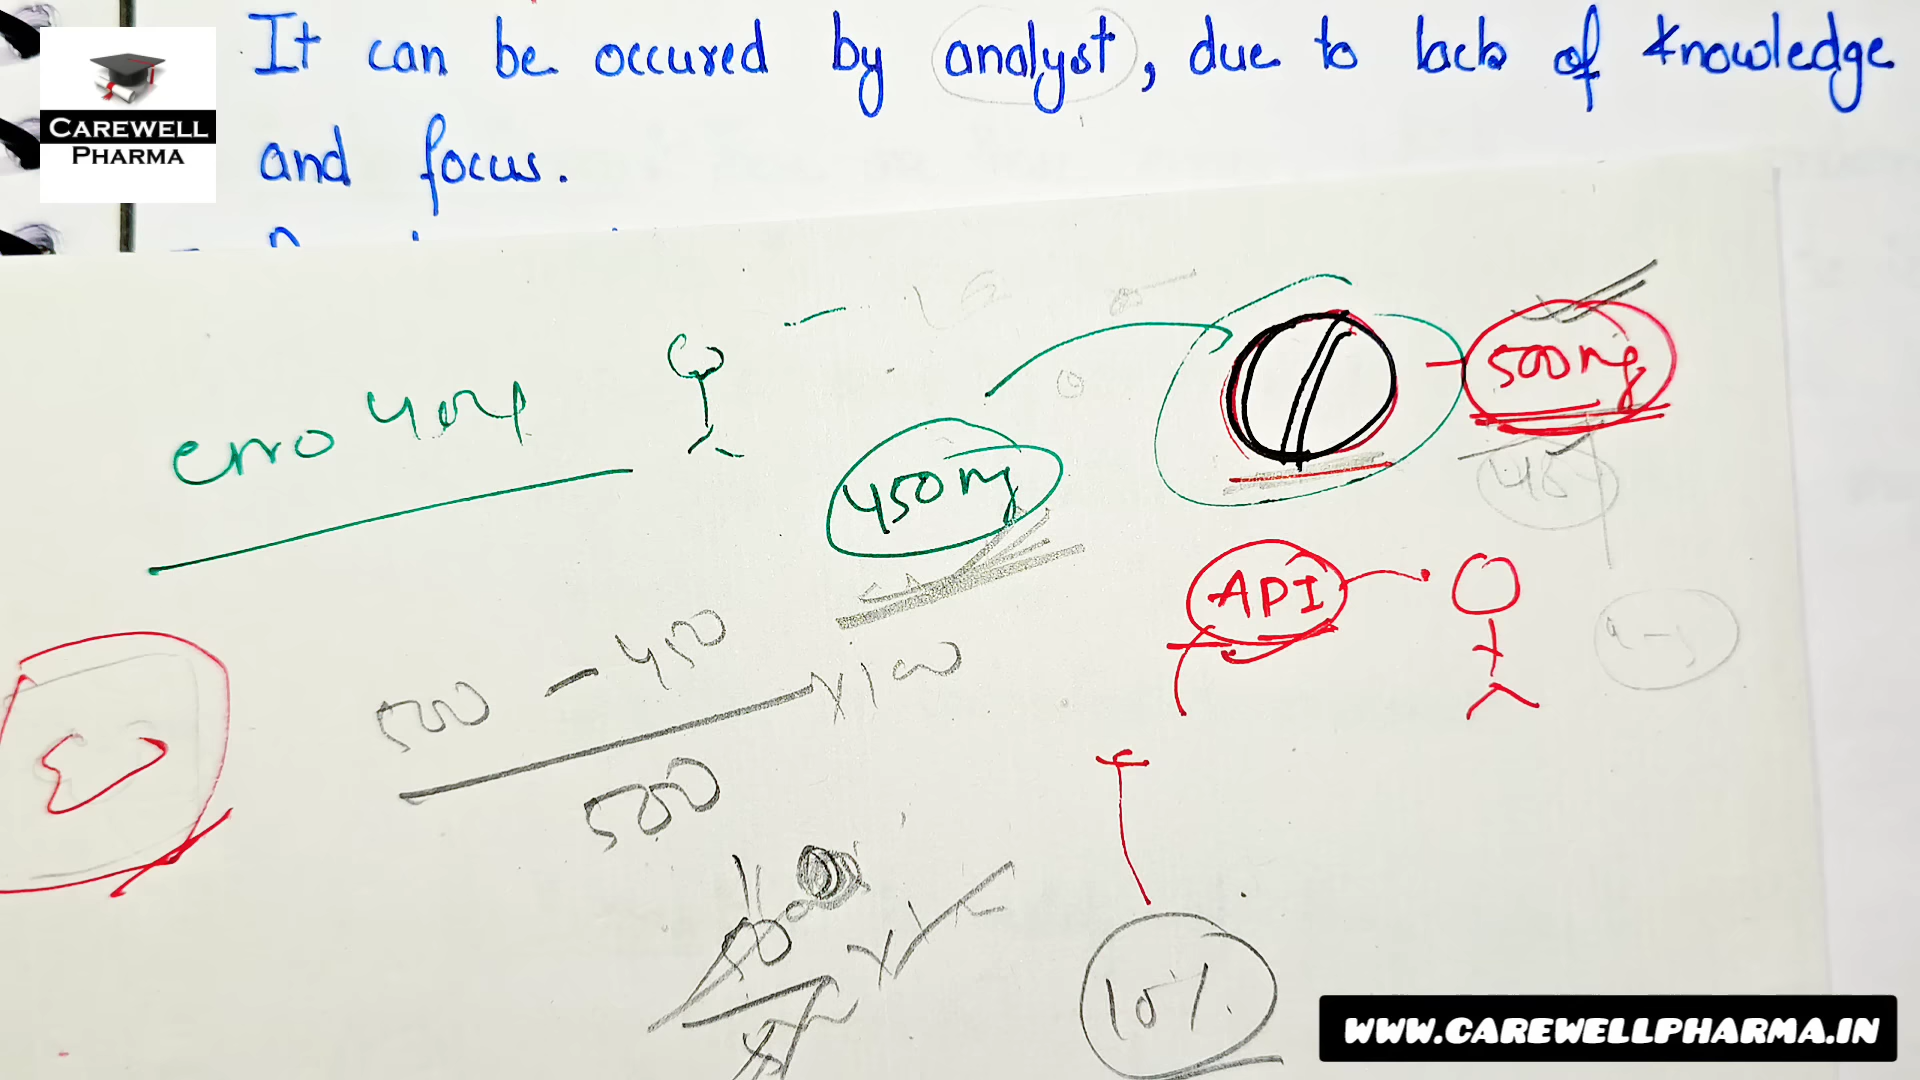 CAREWELL
PHARMA
It can be occured by analyst, due to lack of knowledge
and focus.
500mg
450mg
API
500 - 450
x100
500
50
10%
WWW.CAREWELLPHARMA.IN